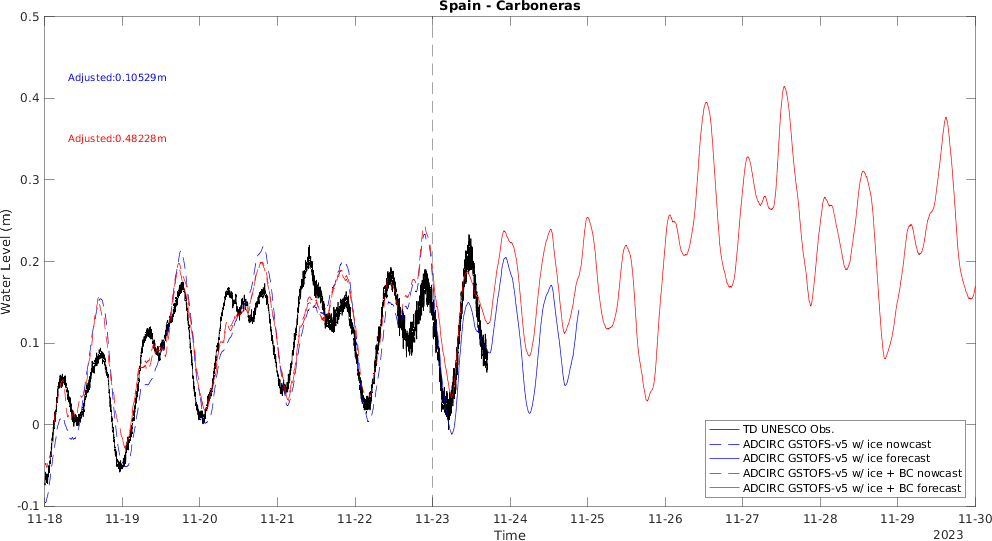 Spain - Carboneras
0.5
0.4
0.3
0.2
0.1
0
-0.1
Water Level (m)
Adjusted:0.10529m
Adjusted:0.48228m
TD UNESCO Obs.
ADCIRC GSTOFS-v5 w/ ice nowcast
ADCIRC GSTOFS-v5 w/ ice forecast
ADCIRC GSTOFS-v5 w/ ice + BC nowcast
ADCIRC GSTOFS-v5 w/ ice + BC forecast
11-18 11-19 11-20 11-21 11-22 11-23 11-24 11-25 11-26 11-27 11-28 11-29 11-30
Time
2023